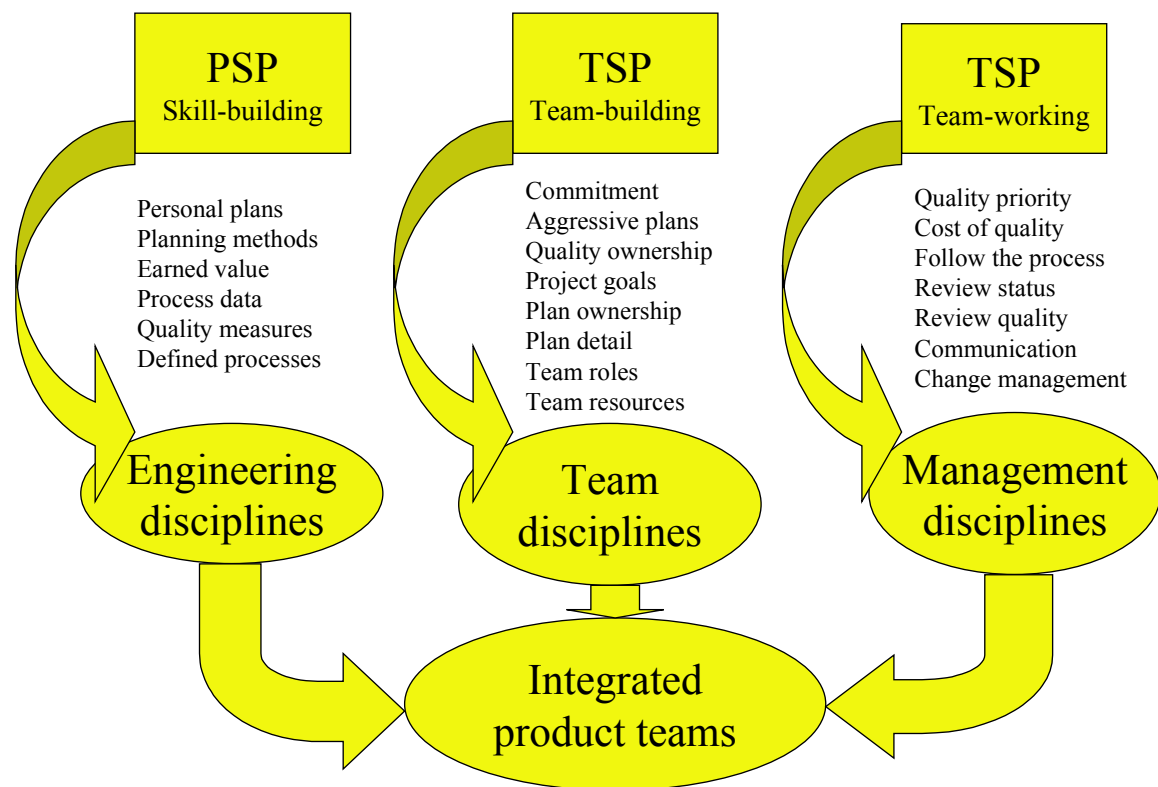 PSP
Skill-building
Personal plans
Planning methods
Earned value
Process data
Quality measures
Defined processes
Engineering
disciplines
TSP
Team-building
Commitment
Aggressive plans
Quality ownership
Project goals
Plan ownership
Plan detail
Team roles
Team resources
Team
disciplines
TSP
Team-working
Quality priority
Cost of quality
Follow the process
Review status
Review quality
Communication
Change management
Management
disciplines
Integrated
product teams